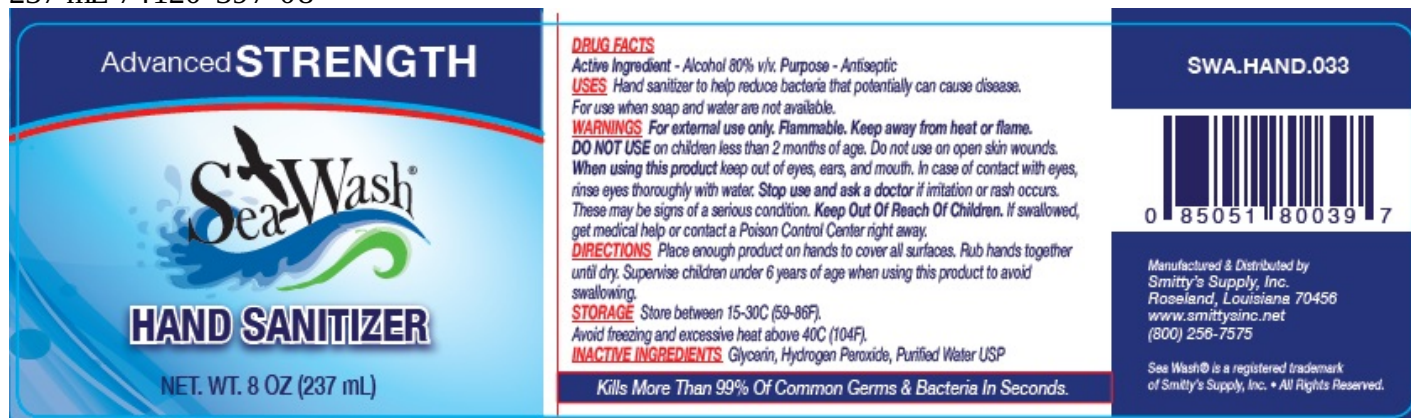 Advanced STRENGTH
Sea-Wash®
HAND SANITIZER
NET. WT. 8 OZ (237 mL)
DRUG FACTS
Active Ingredient - Alcohol 80% v/v. Purpose - Antiseptic
USES Hand sanitizer to help reduce bacteria that potentially can cause disease.
For use when soap and water are not available.
WARNINGS For external use only. Flammable. Keep away from heat or flame.
DO NOT USE on children less than 2 months of age. Do not use on open skin wounds.
When using this product keep out of eyes, ears, and mouth. In case of contact with eyes,
rinse eyes thoroughly with water. Stop use and ask a doctor if irritation or rash occurs.
These may be signs of a serious condition. Keep Out Of Reach Of Children. If swallowed,
get medical help or contact a Poison Control Center right away.
DIRECTIONS Place enough product on hands to cover all surfaces. Rub hands together
until dry. Supervise children under 6 years of age when using this product to avoid
swallowing.
STORAGE Store between 15-30C (59-86F).
Avoid freezing and excessive heat above 40C (104F).
INACTIVE INGREDIENTS Glycerin, Hydrogen Peroxide, Purified Water USP
Kills More Than 99% Of Common Germs & Bacteria In Seconds.
SWA.HAND.033
0 85051 80039 7
Manufactured & Distributed by
Smitty's Supply, Inc.
Roseland, Louisiana 70456
www.smittysinc.net
(800) 256-7575
Sea Wash® is a registered trademark
of Smitty's Supply, Inc. • All Rights Reserved.